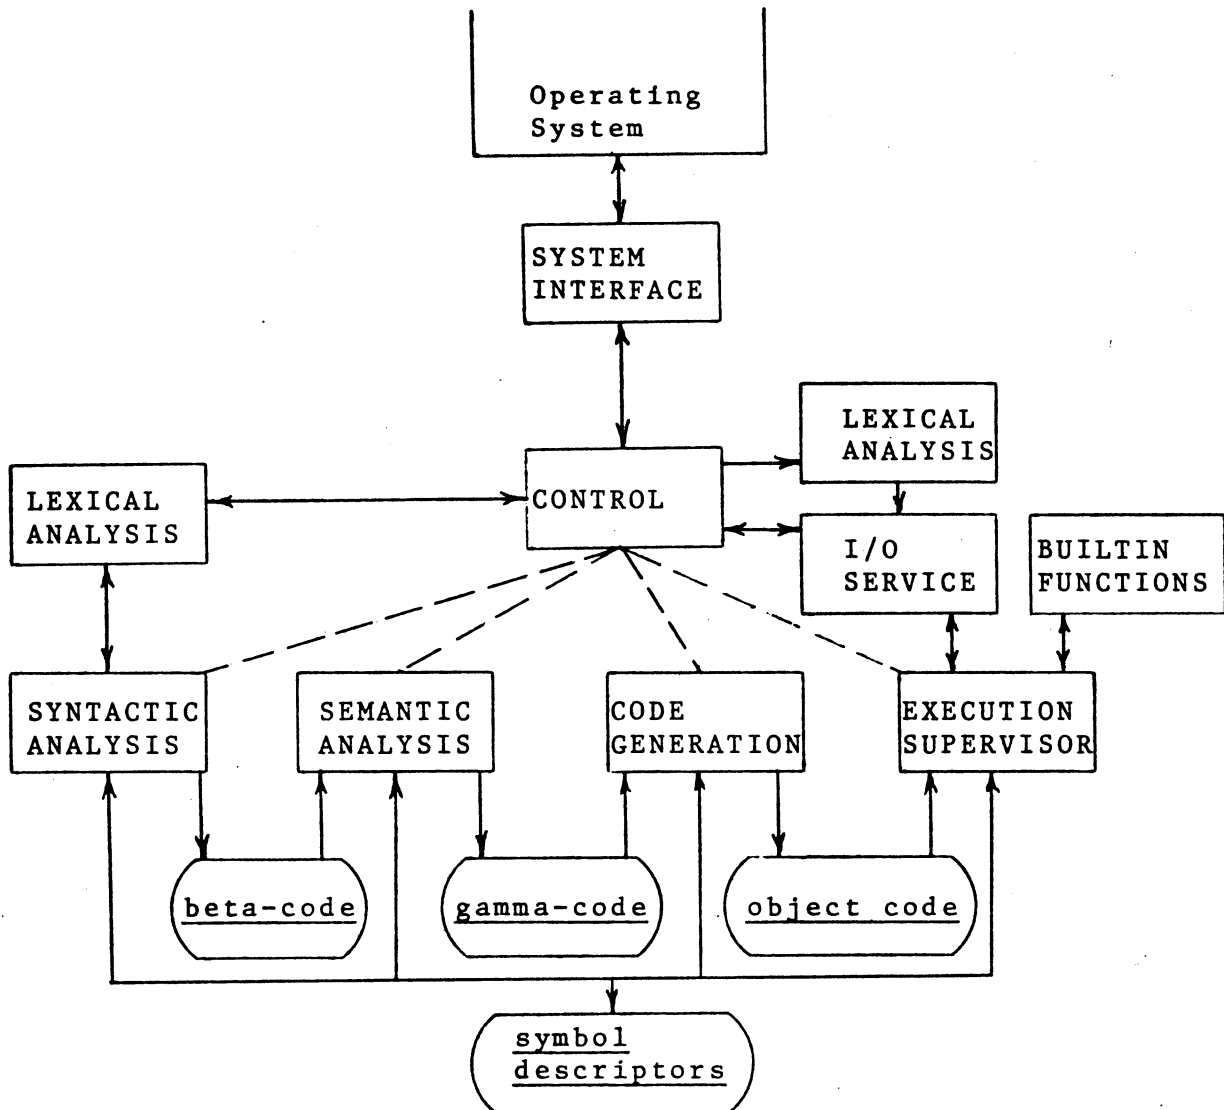 Operating
System
SYSTEM
INTERFACE
LEXICAL
ANALYSIS
CONTROL
LEXICAL
ANALYSIS
I/O
SERVICE
BUILTIN
FUNCTIONS
SYNTACTIC
ANALYSIS
SEMANTIC
ANALYSIS
CODE
GENERATION
EXECUTION
SUPERVISOR
beta-code
gamma-code
object code
symbol
descriptors